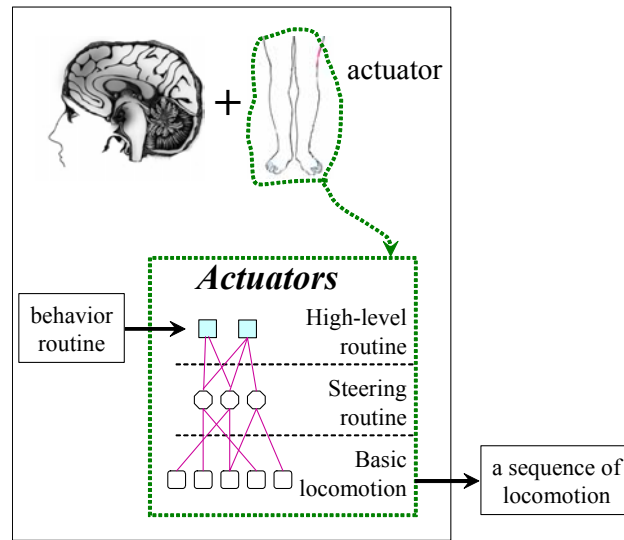 +
actuator
Actuators
behavior
routine
High-level
routine
Steering
routine
Basic
locomotion
a sequence of
locomotion